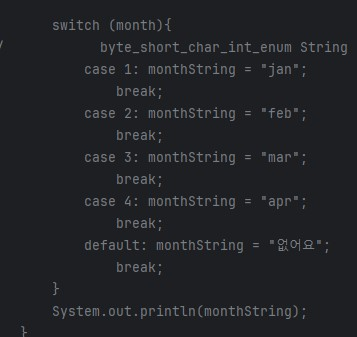 switch (month){
byte_short_char_int_enum String
case 1: monthString = "jan";
break;
case 2: monthString = "feb";
break;
case 3: monthString = "mar";
break;
case 4: monthString = "apr";
break;
default: monthString = "없어요";
break;
}
System.out.println(monthString);
}